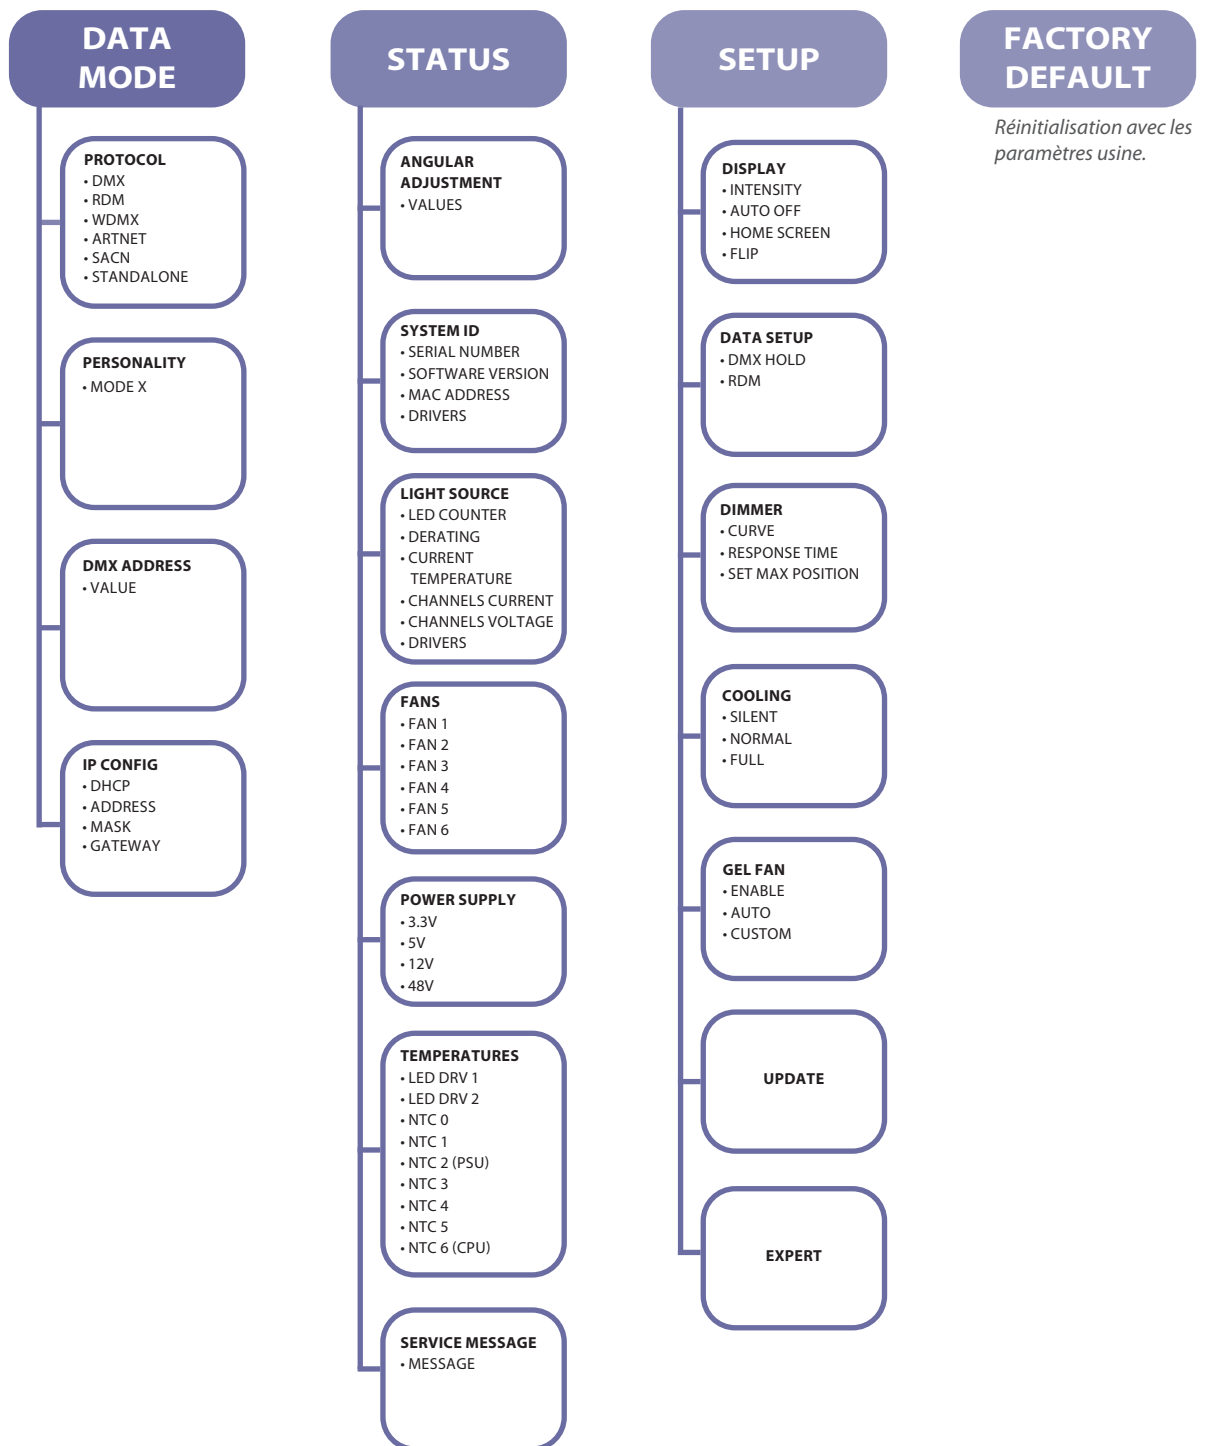 DATA
MODE
PROTOCOL
• DMX
• RDM
• WDMX
• ARTNET
• SACN
• STANDALONE
PERSONALITY
• MODE X
DMX ADDRESS
• VALUE
IP CONFIG
• DHCP
• ADDRESS
• MASK
• GATEWAY
STATUS
ANGULAR
ADJUSTMENT
• VALUES
SYSTEM ID
• SERIAL NUMBER
• SOFTWARE VERSION
• MAC ADDRESS
• DRIVERS
LIGHT SOURCE
• LED COUNTER
• DERATING
• CURRENT
TEMPERATURE
• CHANNELS CURRENT
• CHANNELS VOLTAGE
• DRIVERS
FANS
• FAN 1
• FAN 2
• FAN 3
• FAN 4
• FAN 5
• FAN 6
POWER SUPPLY
• 3.3V
• 5V
• 12V
• 48V
TEMPERATURES
• LED DRV 1
• LED DRV 2
• NTC 0
• NTC 1
• NTC 2 (PSU)
• NTC 3
• NTC 4
• NTC 5
• NTC 6 (CPU)
SERVICE MESSAGE
• MESSAGE
SETUP
DISPLAY
• INTENSITY
• AUTO OFF
• HOME SCREEN
• FLIP
DATA SETUP
• DMX HOLD
• RDM
DIMMER
• CURVE
• RESPONSE TIME
• SET MAX POSITION
COOLING
• SILENT
• NORMAL
• FULL
GEL FAN
• ENABLE
• AUTO
• CUSTOM
UPDATE
EXPERT
FACTORY
DEFAULT
Réinitialisation avec les
paramètres usine.